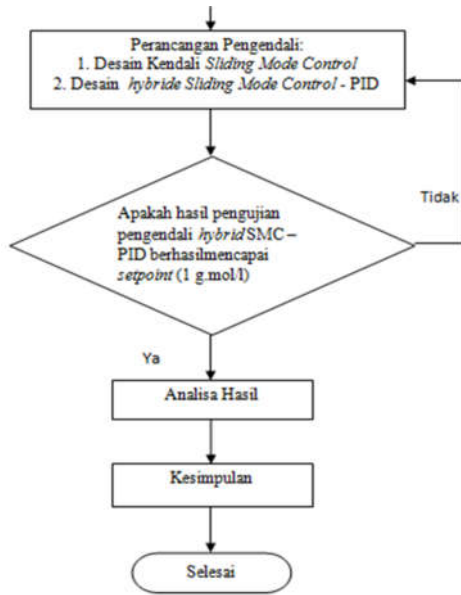 Perancangan Pengendali:
1. Desain Kendali Sliding Mode Control
2. Desain hybride Sliding Mode Control - PID
Tidak
Apakah hasil pengujian
pengendali hybrid SMC –
PID berhasilmencapai
setpoint (1 g.mol/l)
Ya
Analisa Hasil
Kesimpulan
Selesai